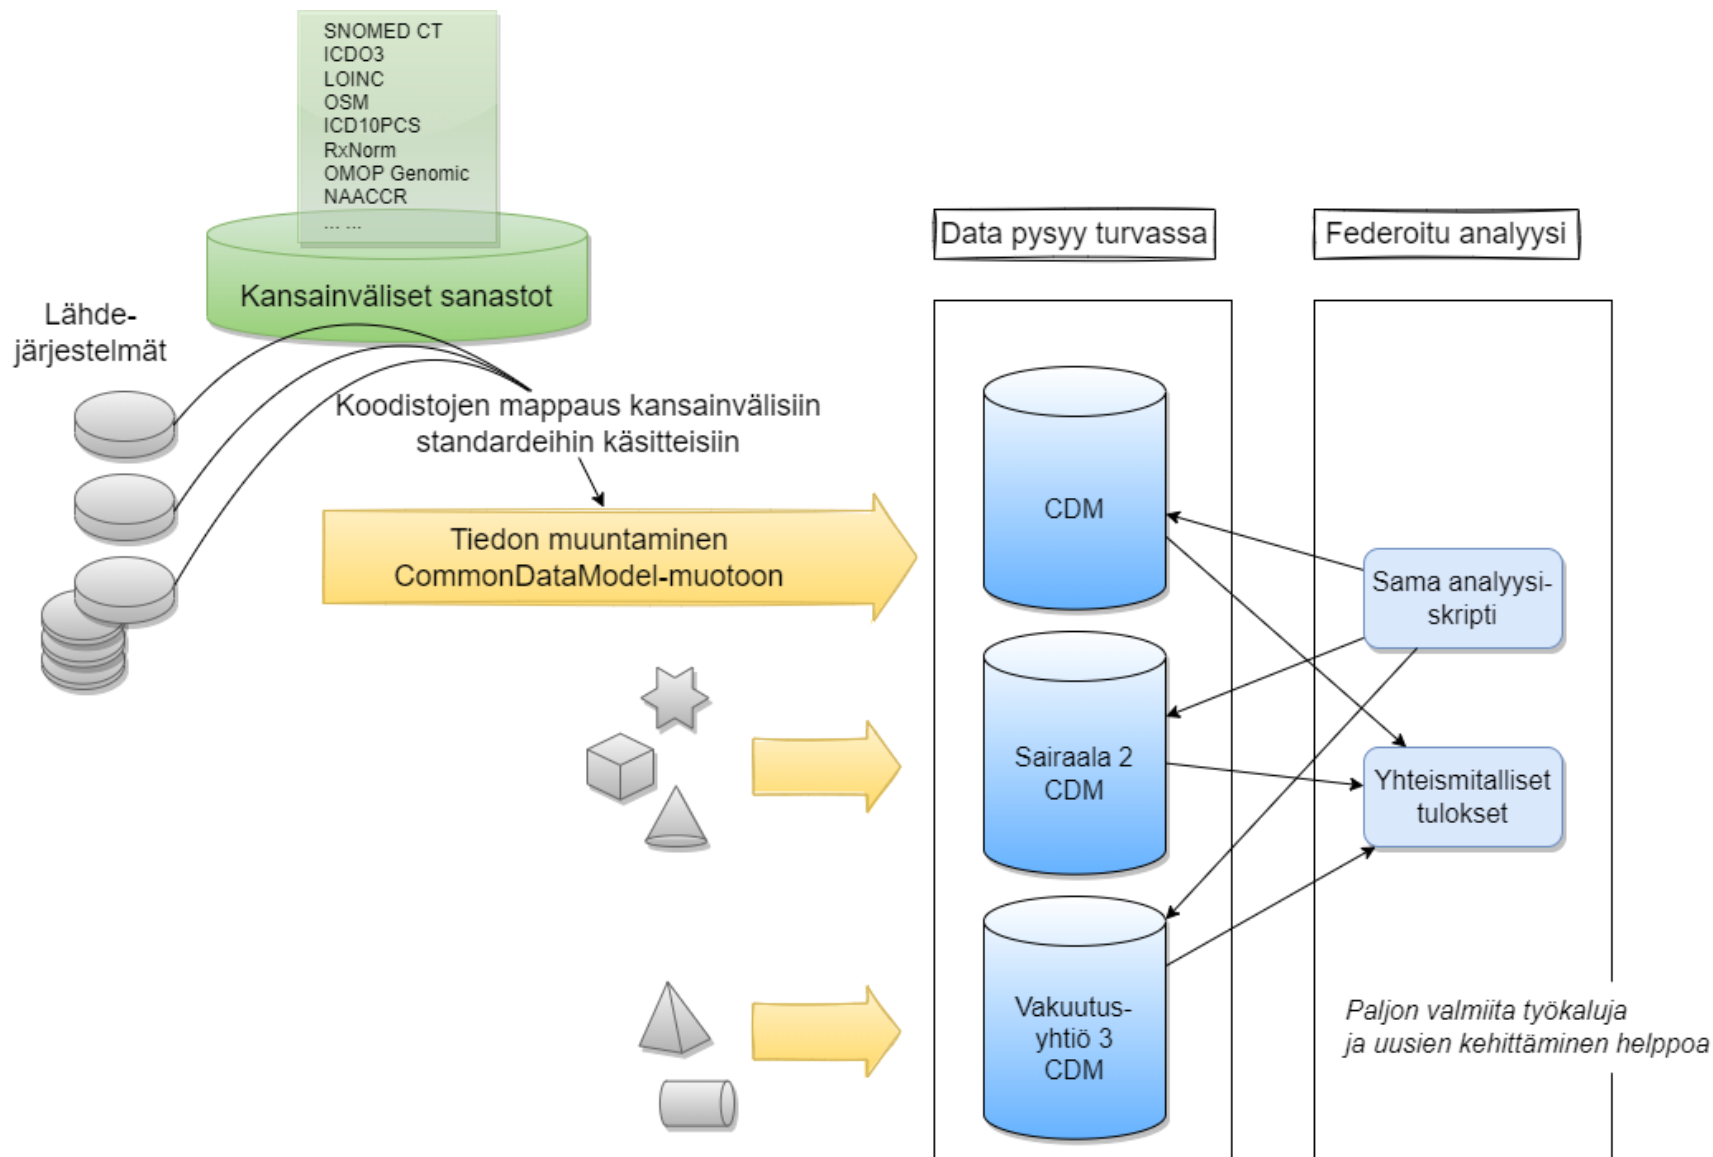 SNOMED CT
ICDO3
LOINC
OSM
ICD10PCS
RxNorm
OMOP Genomic
NAACCR
... ...
Kansainväliset sanastot
Lähde-
järjestelmät
Koodistojen mappaus kansainvälisiin
standardeihin käsitteisiin
Tiedon muuntaminen
CommonDataModel-muotoon
Data pysyy turvassa
Federoitu analyysi
CDM
Sama analyysi-
skripti
Sairaala 2
CDM
Yhteismitalliset
tulokset
Vakuutus-
yhtiö 3
CDM
Paljon valmiita työkaluja
ja uusien kehittäminen helppoa